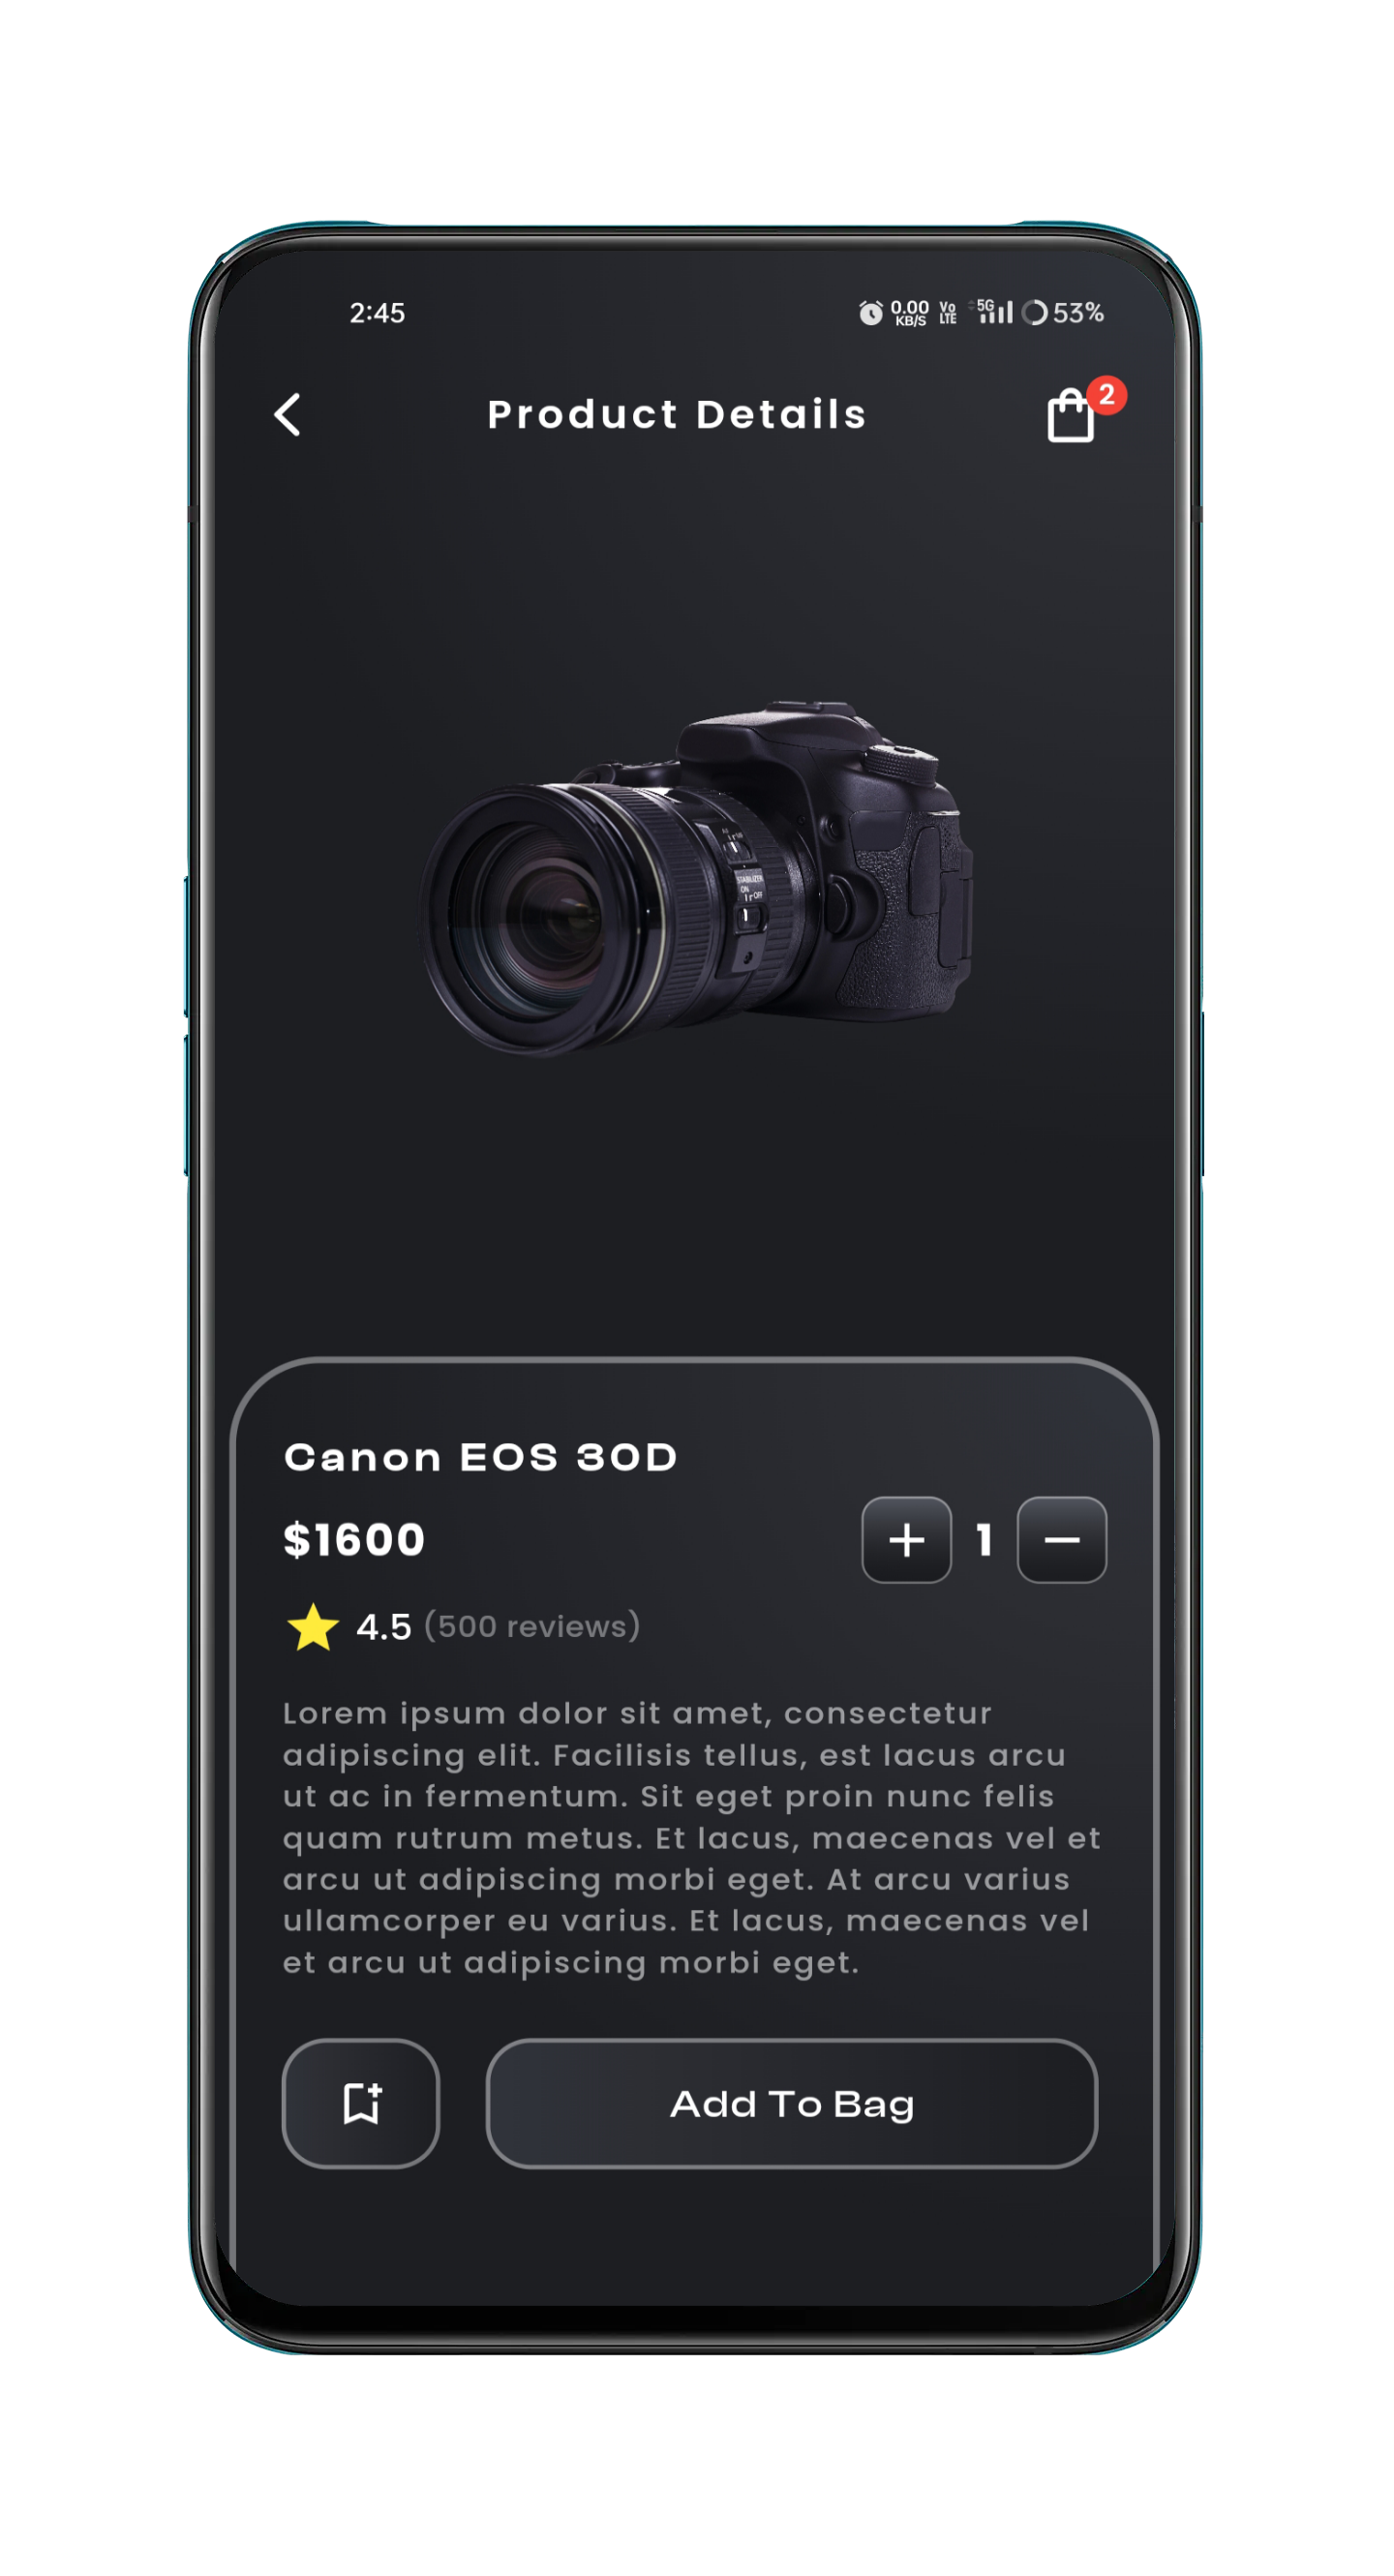 2:45 0.00 KB/S Vo LTE 5G 53%
Product Details 2
STABILIZER
ON OFF
Canon EOS 30D
$1600 + 1 −
4.5 (500 reviews)
Lorem ipsum dolor sit amet, consectetur
adipiscing elit. Facilisis tellus, est lacus arcu
ut ac in fermentum. Sit eget proin nunc felis
quam rutrum metus. Et lacus, maecenas vel et
arcu ut adipiscing morbi eget. At arcu varius
ullamcorper eu varius. Et lacus, maecenas vel
et arcu ut adipiscing morbi eget.
Add To Bag